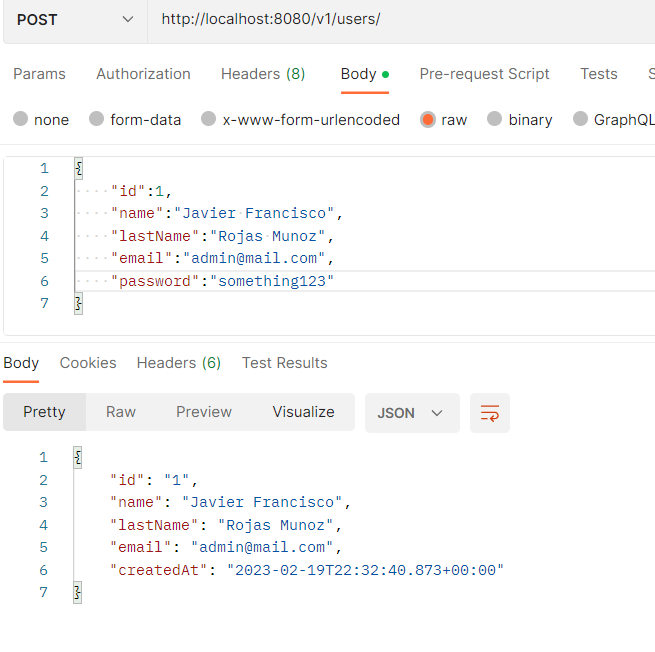 POST http://localhost:8080/v1/users/
Params Authorization Headers (8) Body Pre-request Script Tests S
none form-data x-www-form-urlencoded raw binary GraphQL
1 {
2 "id":1,
3 "name":"Javier Francisco",
4 "lastName":"Rojas Munoz",
5 "email":"admin@mail.com",
6 "password":"something123"
7 }
Body Cookies Headers (6) Test Results
Pretty Raw Preview Visualize JSON
1 {
2 "id": "1",
3 "name": "Javier Francisco",
4 "lastName": "Rojas Munoz",
5 "email": "admin@mail.com",
6 "createdAt": "2023-02-19T22:32:40.873+00:00"
7 }